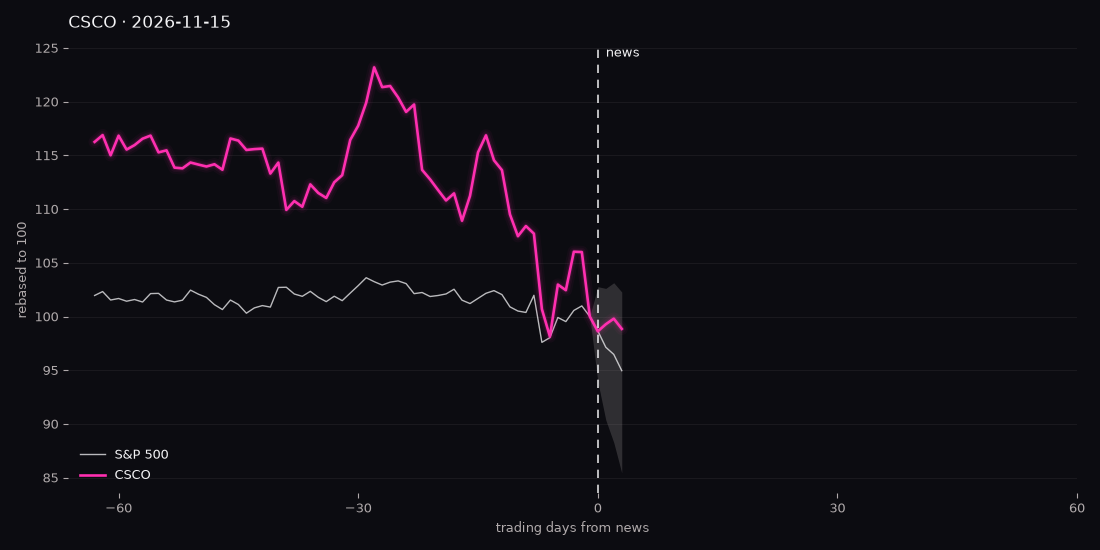 CSCO · 2026-11-15
125
120
115
110
105
100
95
90
85
rebased to 100
news
S&P 500
CSCO
−60
−30
0
30
60
trading days from news